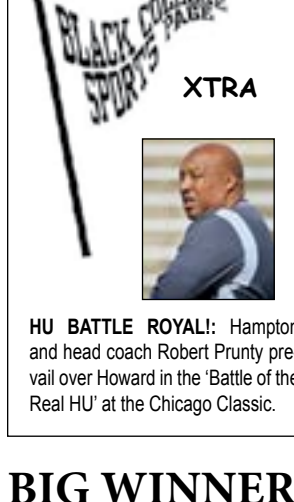 BLACK COLLEGE
SPORTS PAGE
XTRA
HU BATTLE ROYAL!: Hampton
and head coach Robert Prunty pre-
vail over Howard in the ‘Battle of the
Real HU’ at the Chicago Classic.
BIG WINNER